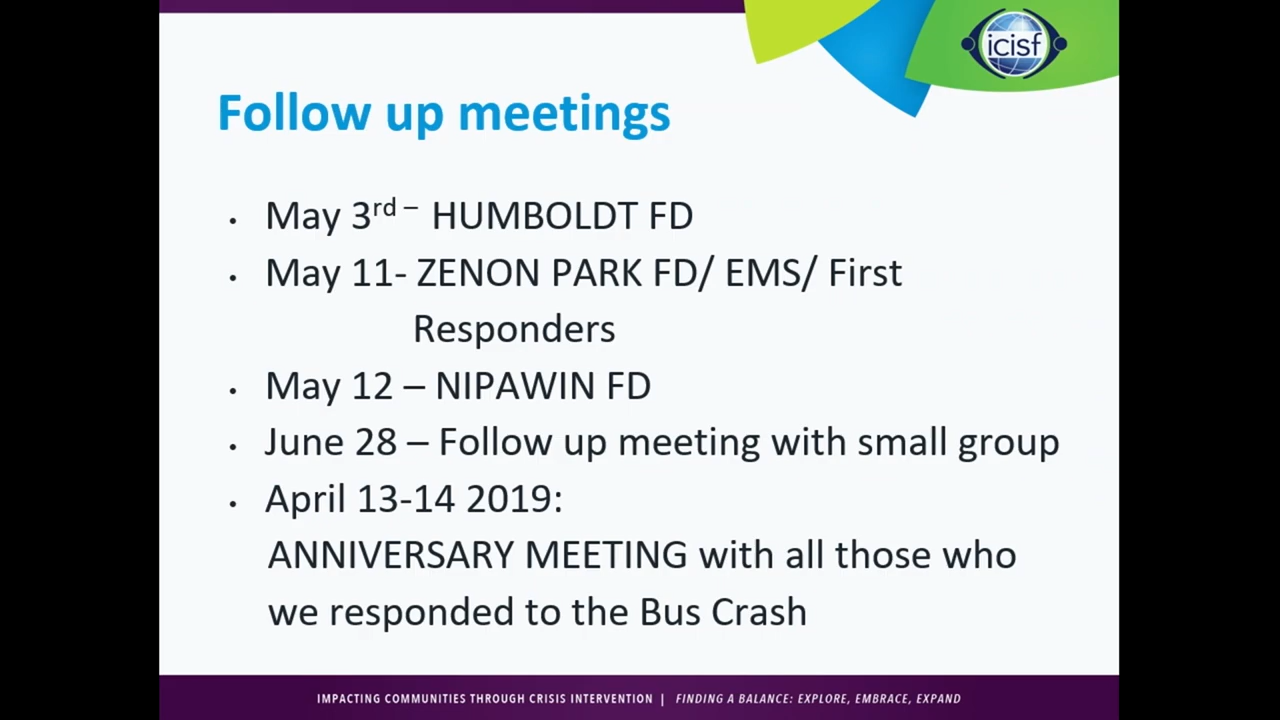 icisf
Follow up meetings
• May 3rd – HUMBOLDT FD
• May 11- ZENON PARK FD/ EMS/ First
Responders
• May 12 – NIPAWIN FD
• June 28 – Follow up meeting with small group
• April 13-14 2019:
ANNIVERSARY MEETING with all those who
we responded to the Bus Crash
IMPACTING COMMUNITIES THROUGH CRISIS INTERVENTION | FINDING A BALANCE: EXPLORE, EMBRACE, EXPAND